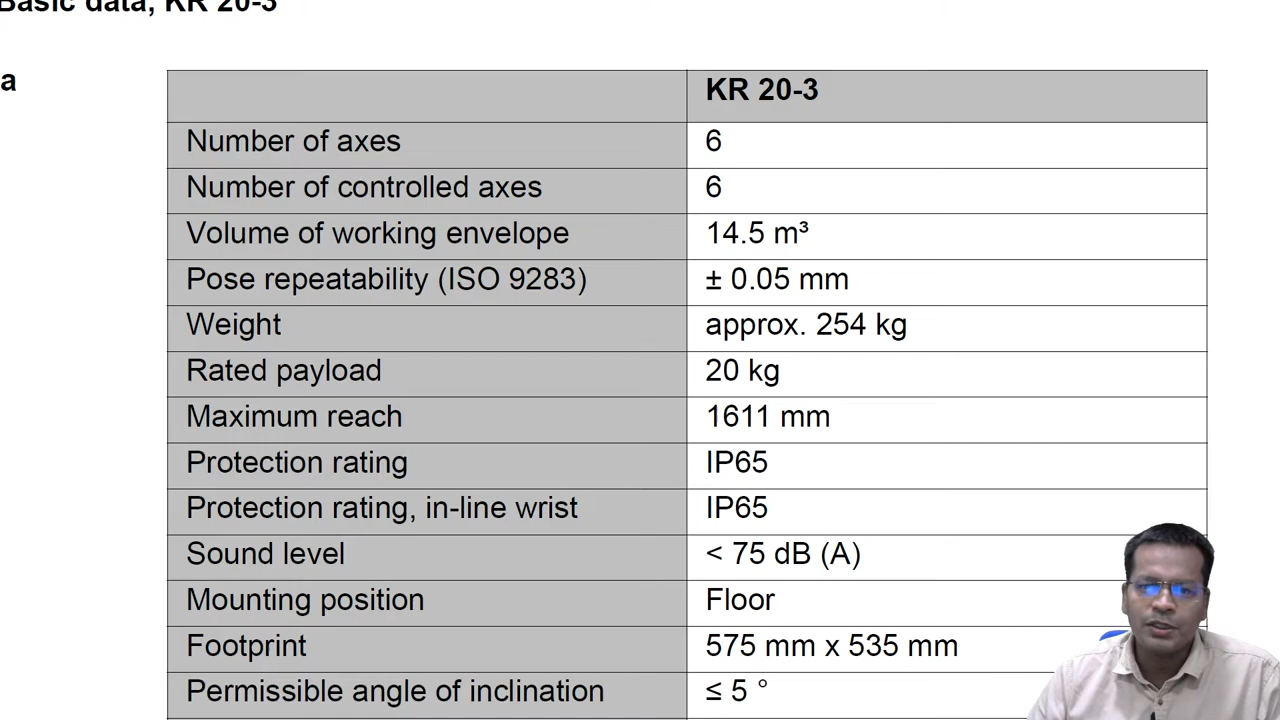 Basic data, KR 20-3
a
KR 20-3
Number of axes 6
Number of controlled axes 6
Volume of working envelope 14.5 m³
Pose repeatability (ISO 9283) ± 0.05 mm
Weight approx. 254 kg
Rated payload 20 kg
Maximum reach 1611 mm
Protection rating IP65
Protection rating, in-line wrist IP65
Sound level < 75 dB (A)
Mounting position Floor
Footprint 575 mm x 535 mm
Permissible angle of inclination ≤ 5 °